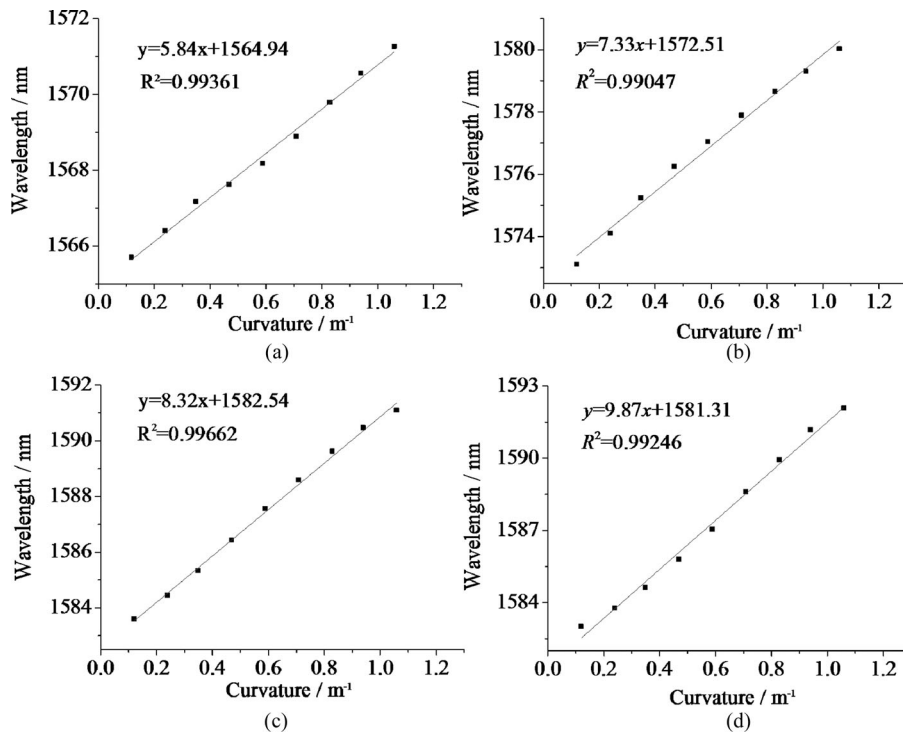 1572
1570
1568
1566
Wavelength / nm
y=5.84x+1564.94
R²=0.99361
0.0 0.2 0.4 0.6 0.8 1.0 1.2
Curvature / m⁻¹
(a)
1580
1578
1576
1574
Wavelength / nm
y=7.33x+1572.51
R²=0.99047
0.0 0.2 0.4 0.6 0.8 1.0 1.2
Curvature / m⁻¹
(b)
1592
1590
1588
1586
1584
Wavelength / nm
y=8.32x+1582.54
R²=0.99662
0.0 0.2 0.4 0.6 0.8 1.0 1.2
Curvature / m⁻¹
(c)
1593
1590
1587
1584
Wavelength / nm
y=9.87x+1581.31
R²=0.99246
0.0 0.2 0.4 0.6 0.8 1.0 1.2
Curvature / m⁻¹
(d)